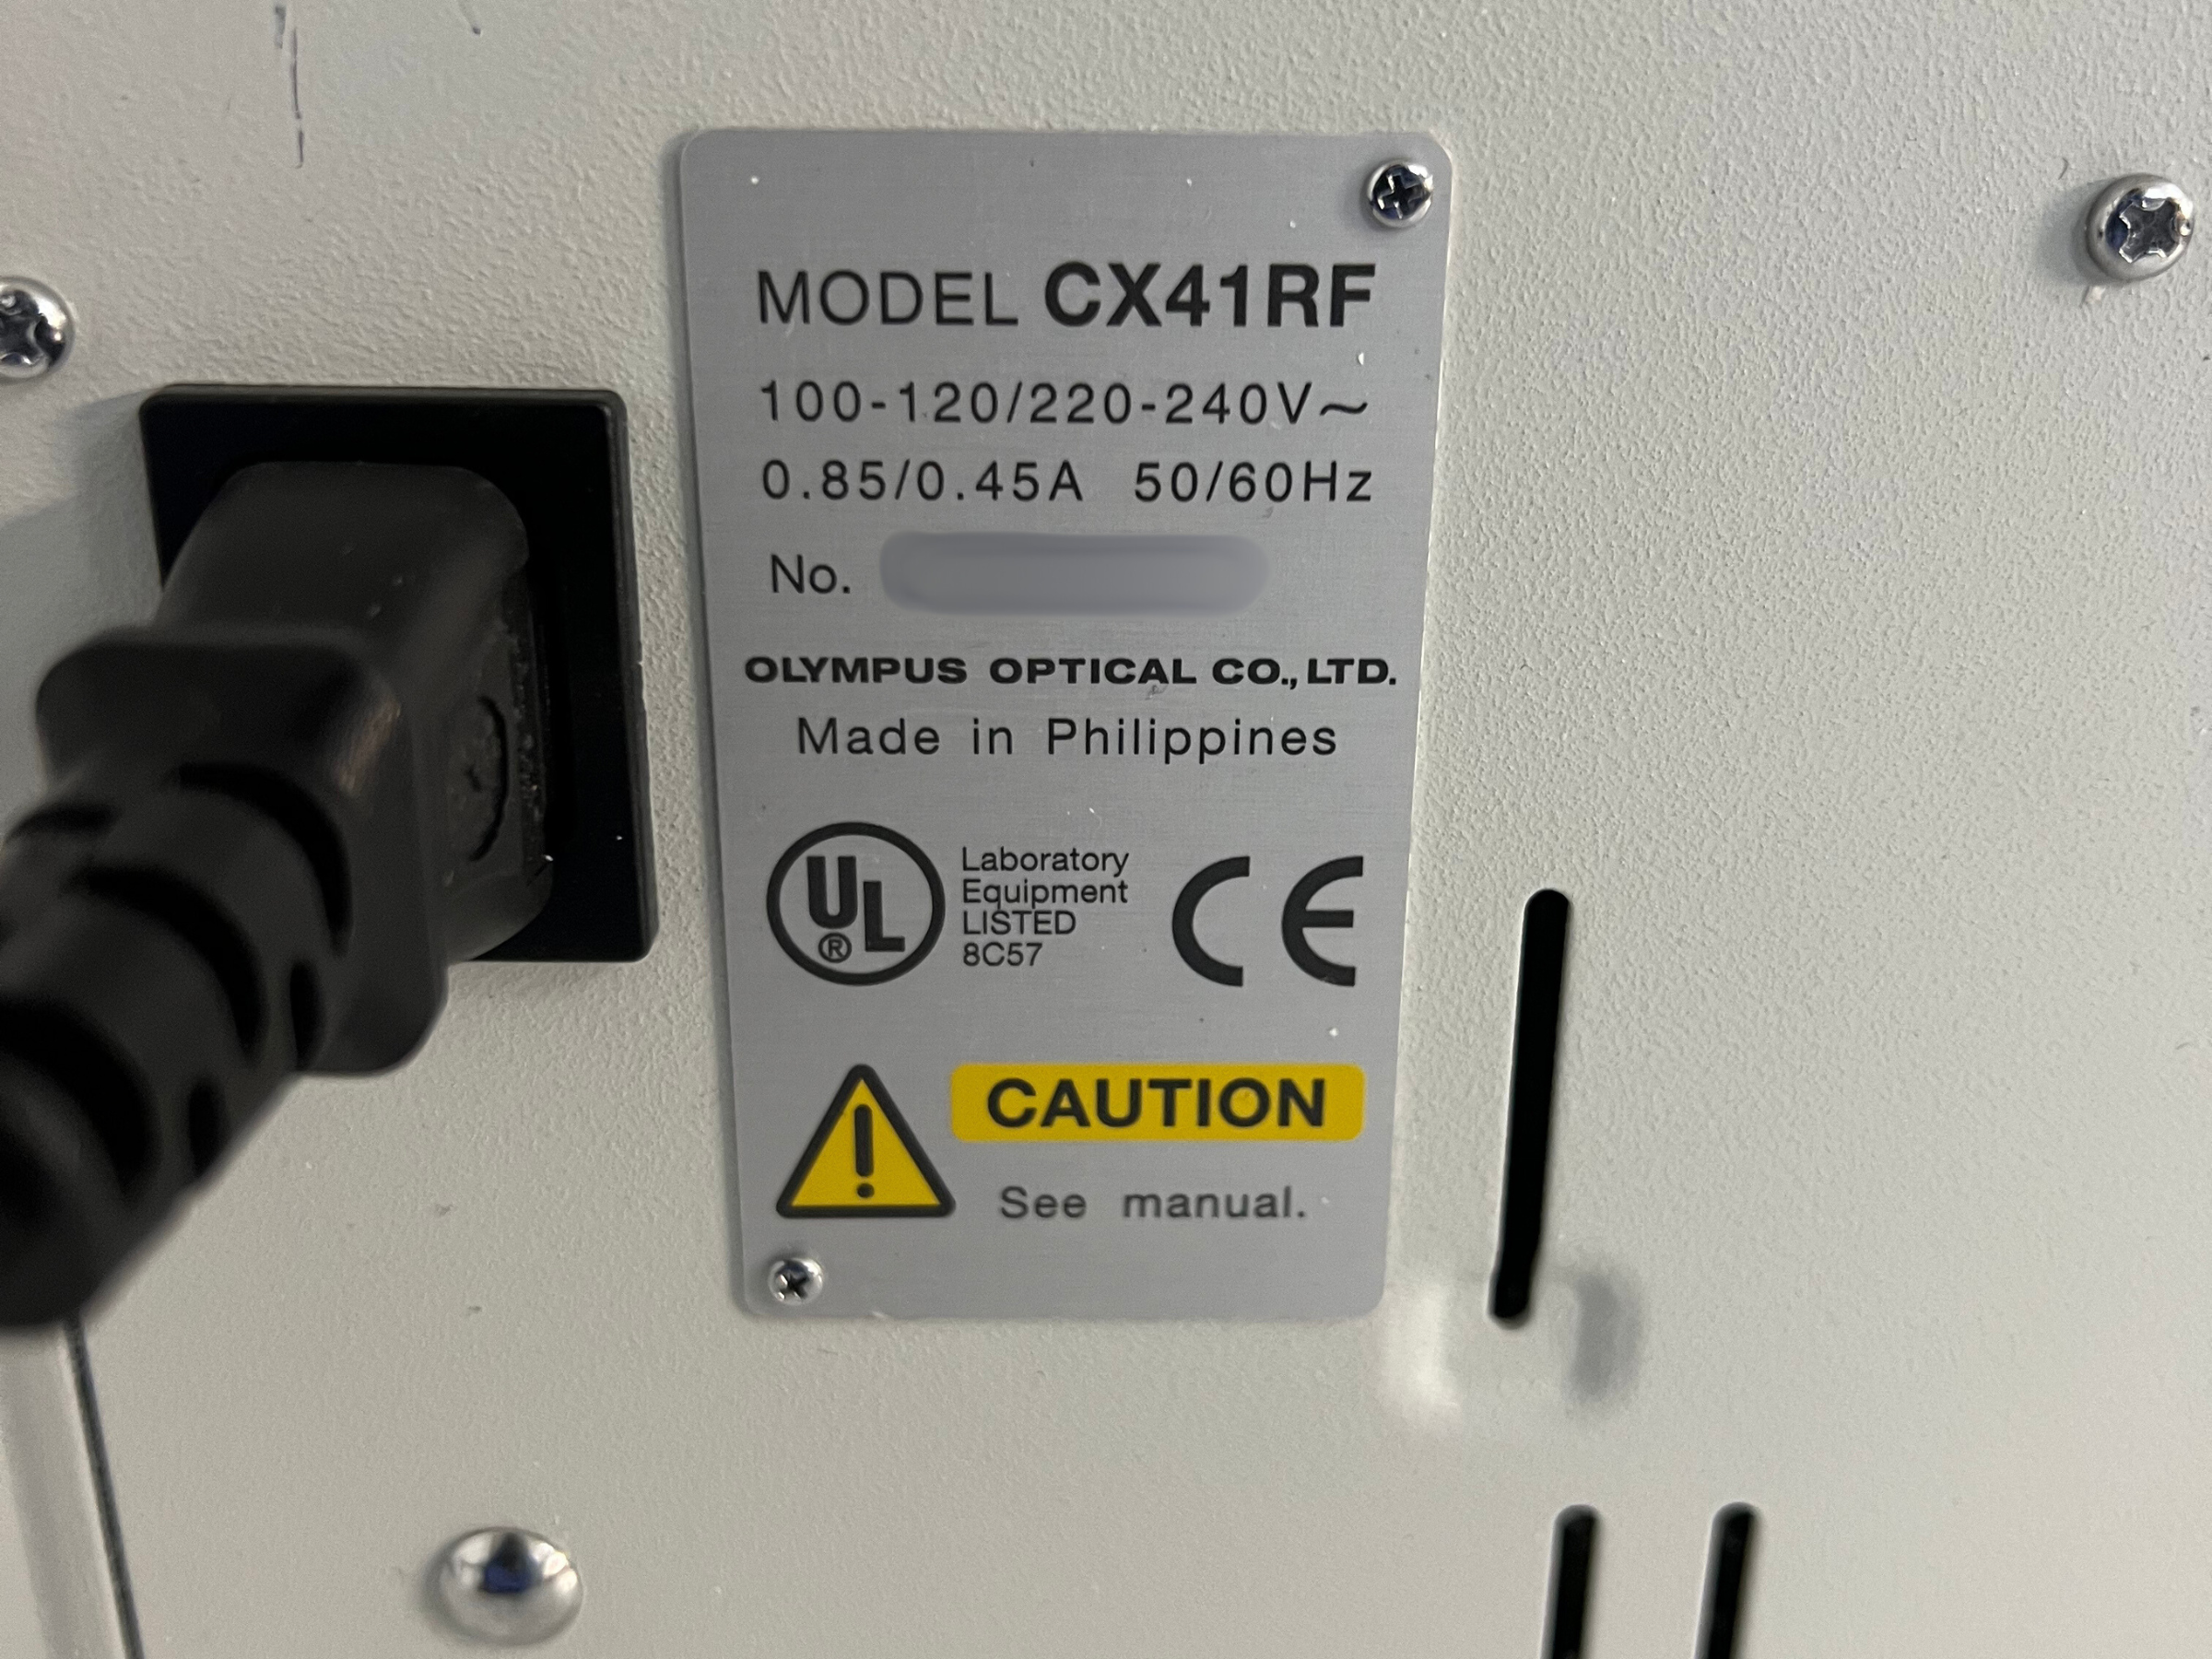 MODEL CX41RF
100-120/220-240V~
0.85/0.45A 50/60Hz
No.
OLYMPUS OPTICAL CO., LTD.
Made in Philippines
UL
®
Laboratory
Equipment
LISTED
8C57
CE
!
CAUTION
See manual.